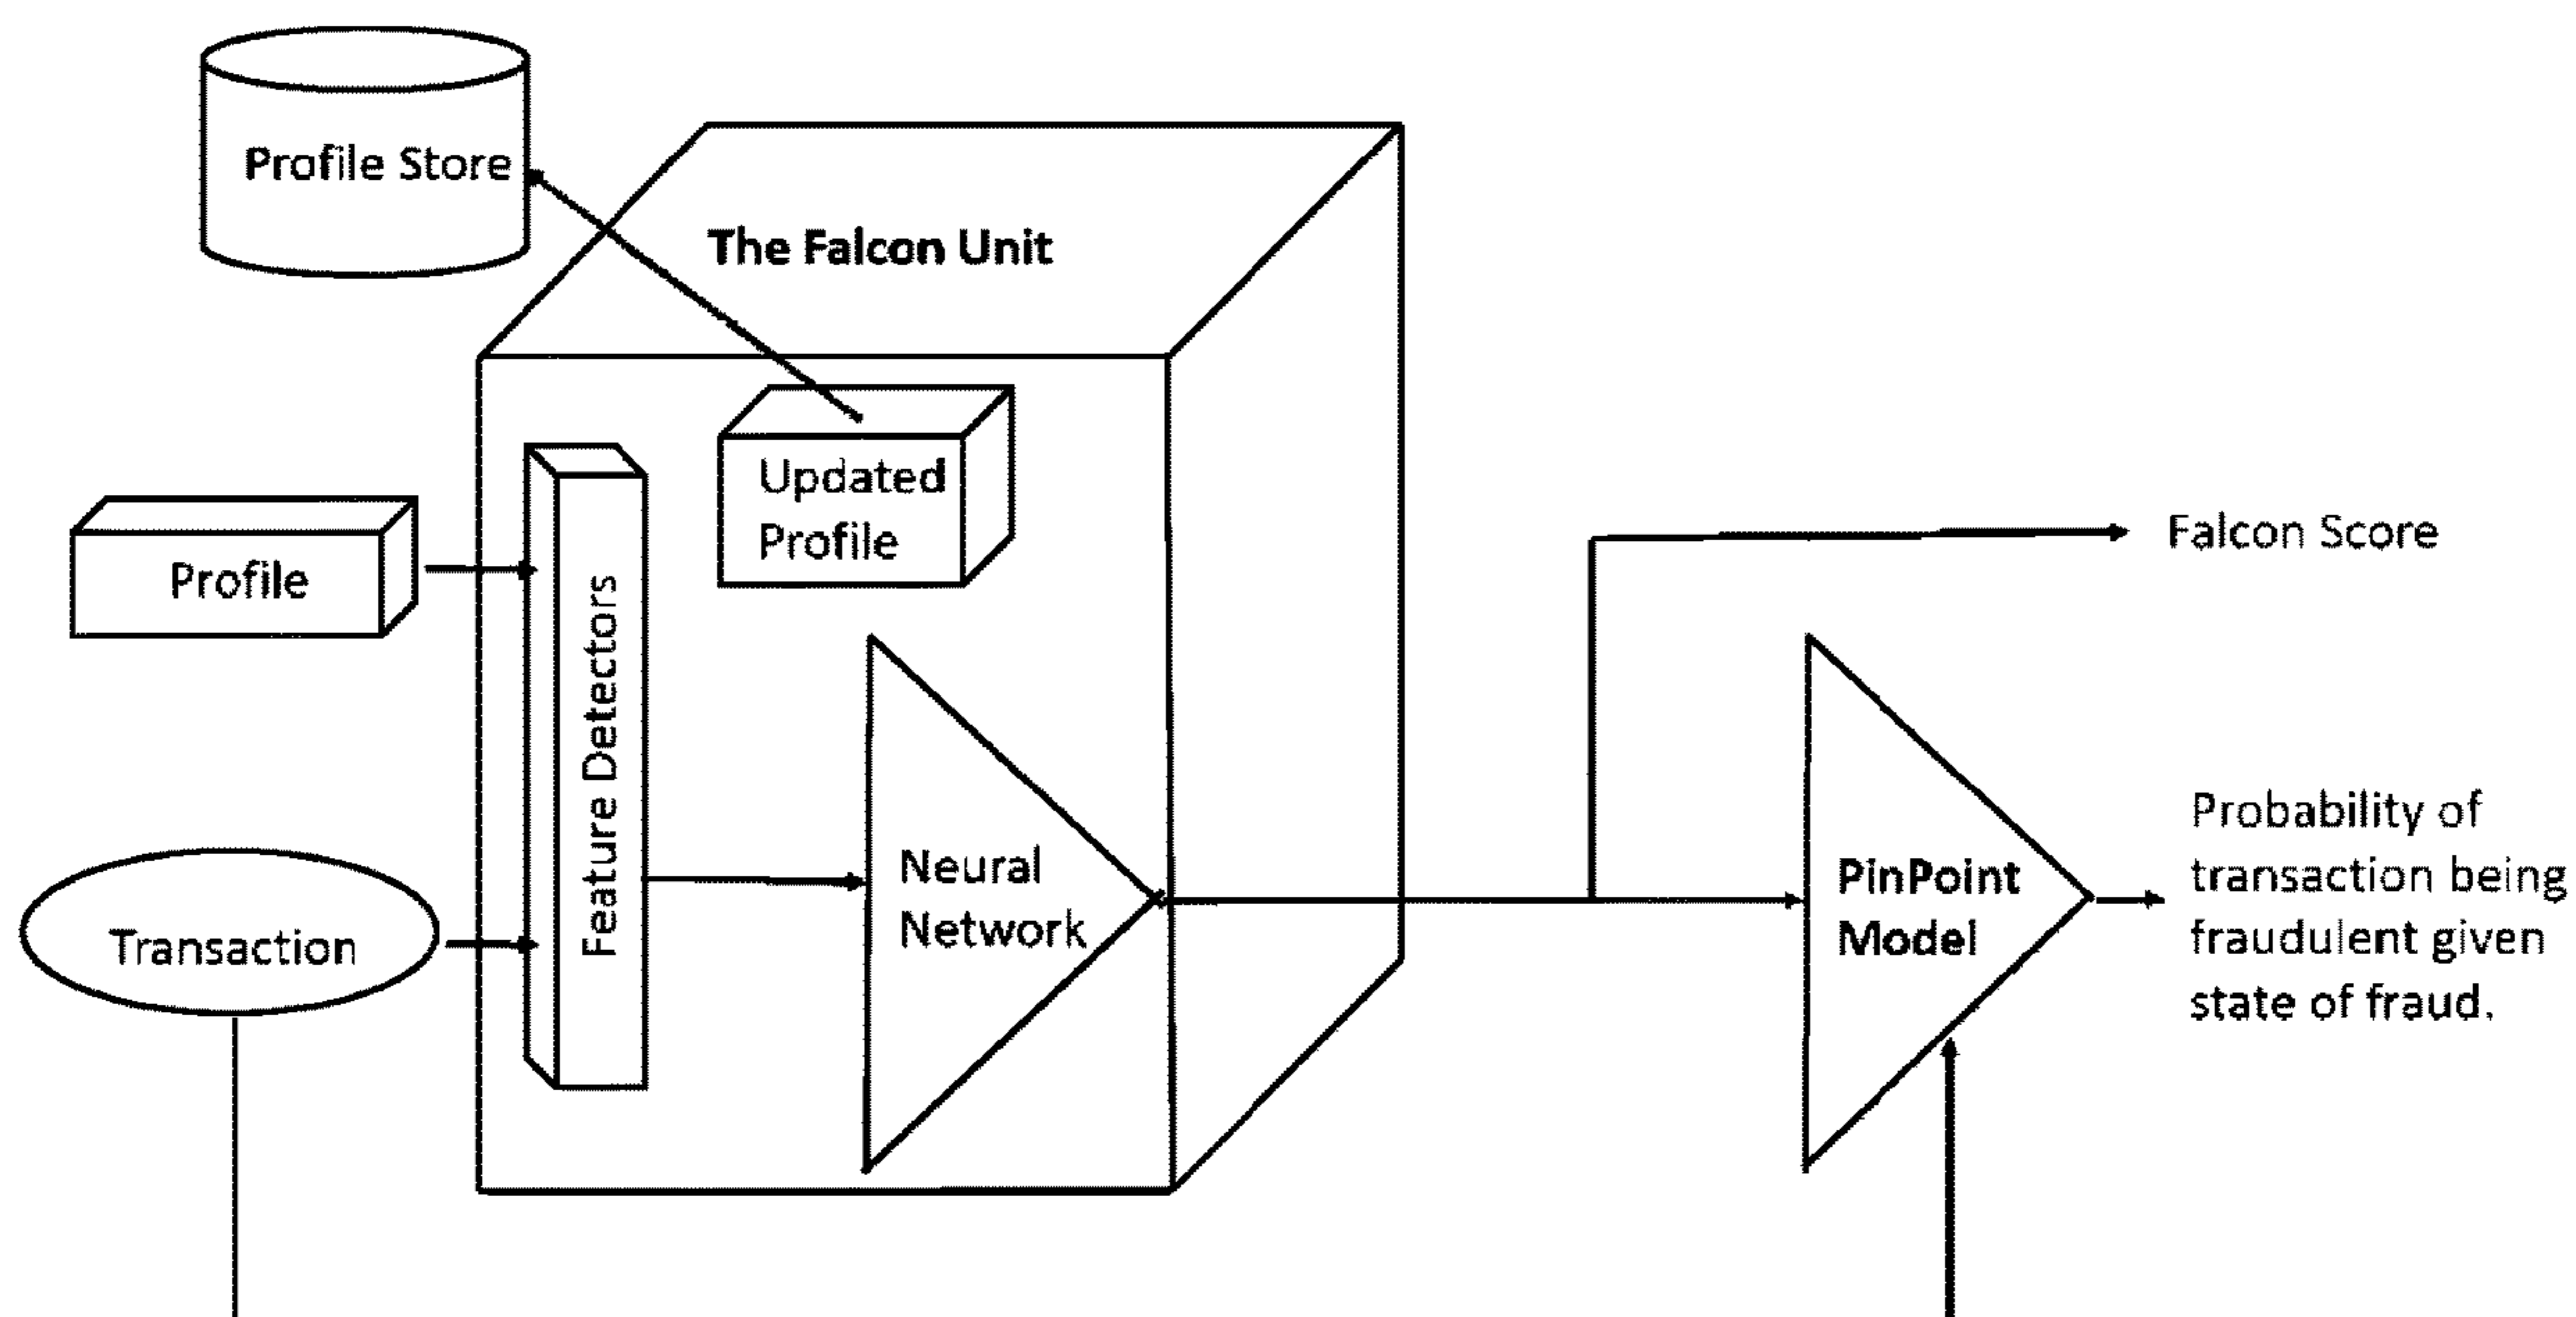 Profile Store
The Falcon Unit
Updated
Profile
Profile
Feature Detectors
Transaction
Neural
Network
Falcon Score
PinPoint
Model
Probability of
transaction being
fraudulent given
state of fraud.